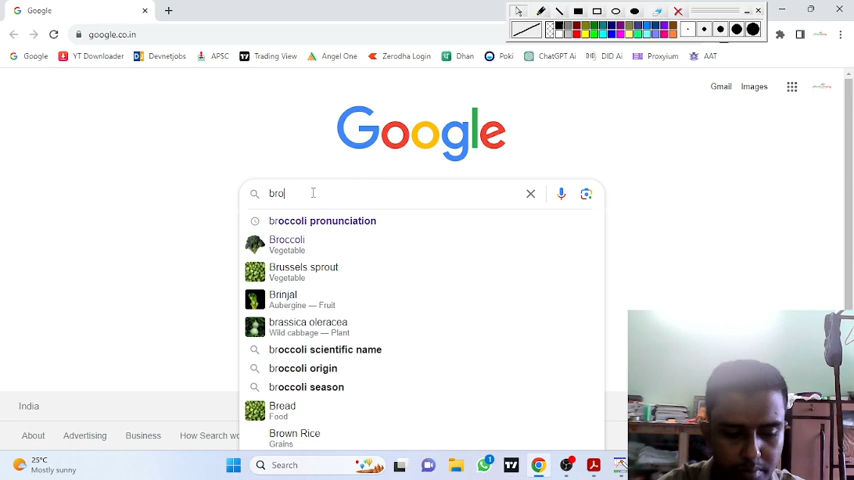 Google
google.co.in
Google YT Downloader Devnetjobs APSC Trading View Angel One Zerodha Login Dhan Poki ChatGPT Ai DID Ai Proxyium AAT
Gmail Images
Google
bro
broccoli pronunciation
Broccoli
Vegetable
Brussels sprout
Vegetable
Brinjal
Aubergine — Fruit
brassica oleracea
Wild cabbage — Plant
broccoli scientific name
broccoli origin
broccoli season
Bread
Food
Brown Rice
Grains
India
About Advertising Business How Search
25°C
Mostly sunny
Search
1